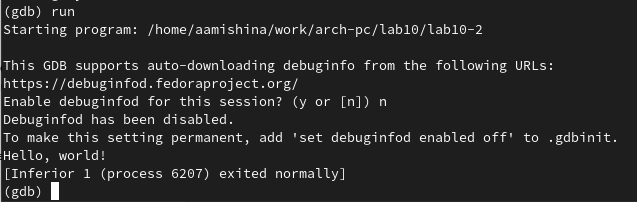 (gdb) run
Starting program: /home/aamishina/work/arch-pc/lab10/lab10-2

This GDB supports auto-downloading debuginfo from the following URLs:
https://debuginfod.fedoraproject.org/
Enable debuginfod for this session? (y or [n]) n
Debuginfod has been disabled.
To make this setting permanent, add 'set debuginfod enabled off' to .gdbinit.
Hello, world!
[Inferior 1 (process 6207) exited normally]
(gdb)